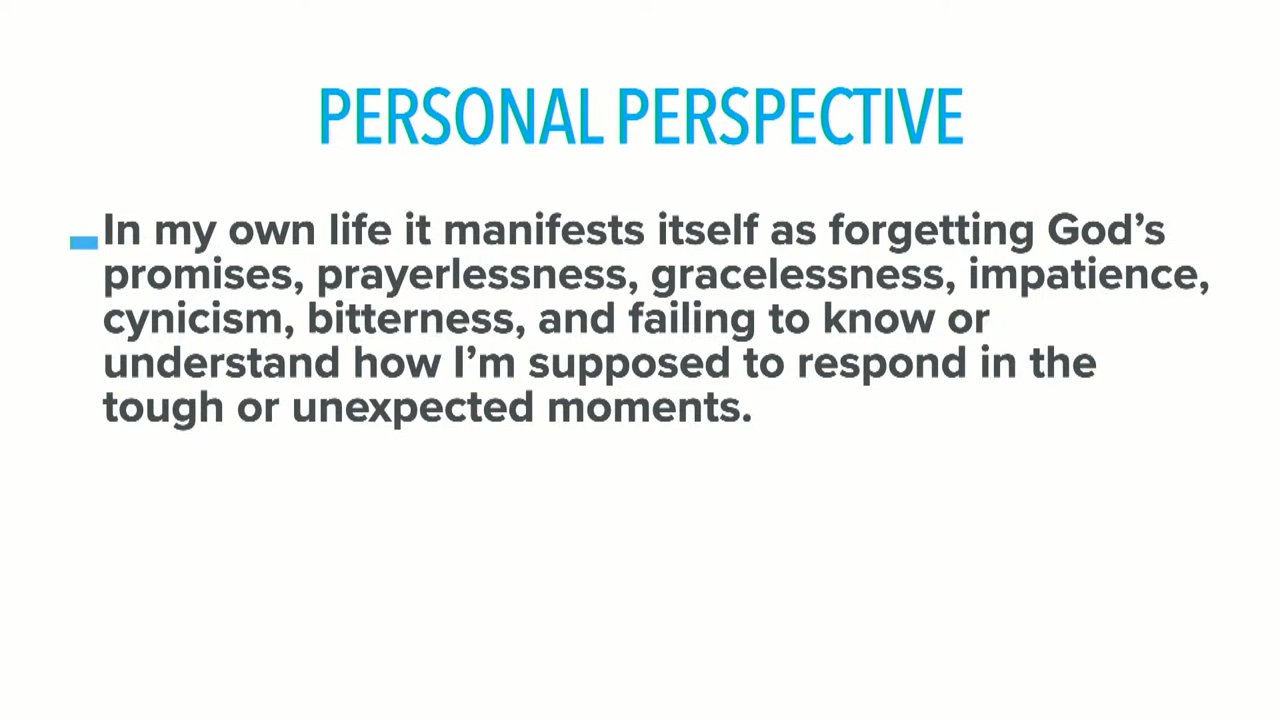 PERSONAL PERSPECTIVE
In my own life it manifests itself as forgetting God’s
promises, prayerlessness, gracelessness, impatience,
cynicism, bitterness, and failing to know or
understand how I’m supposed to respond in the
tough or unexpected moments.